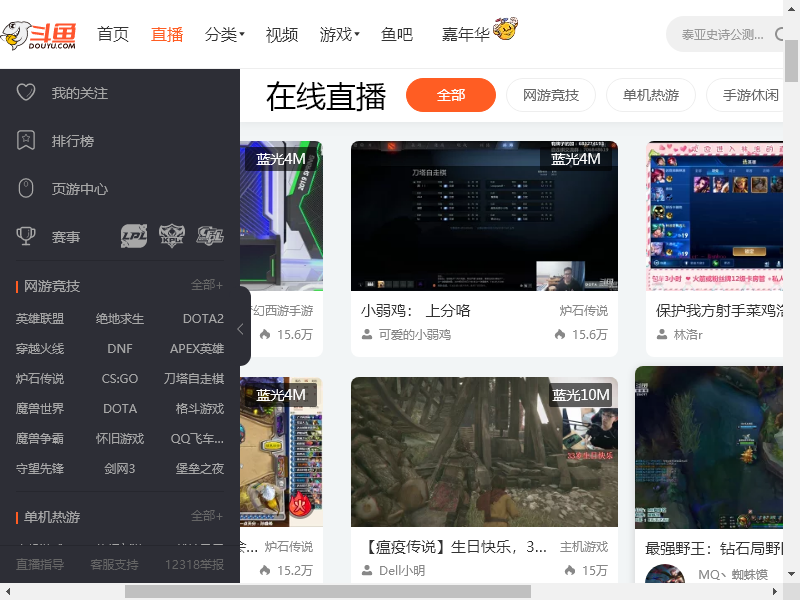 斗鱼
DOUYU.COM
首页
直播
分类
视频
游戏
鱼吧
嘉年华
泰亚史诗公测...
我的关注
排行榜
页游中心
赛事
LPL
KPL
在线直播
全部
网游竞技
单机热游
手游休闲
网游竞技
全部+
英雄联盟
绝地求生
DOTA2
穿越火线
DNF
APEX英雄
炉石传说
CS:GO
刀塔自走棋
魔兽世界
DOTA
格斗游戏
魔兽争霸
怀旧游戏
QQ飞车...
守望先锋
剑网3
堡垒之夜
单机热游
全部+
直播指导
客服支持
12318举报
蓝光4M
幻西游手游
15.6万
蓝光4M
刀塔自走棋
小弱鸡： 上分咯
炉石传说
可爱的小弱鸡
15.6万
保护我方射手菜鸡洛
林洛r
蓝光4M
炉石传说
15.2万
蓝光10M
【瘟疫传说】生日快乐，3...
主机游戏
Dell小明
15万
最强野王：钻石局野
MQ丶蜘蛛馍